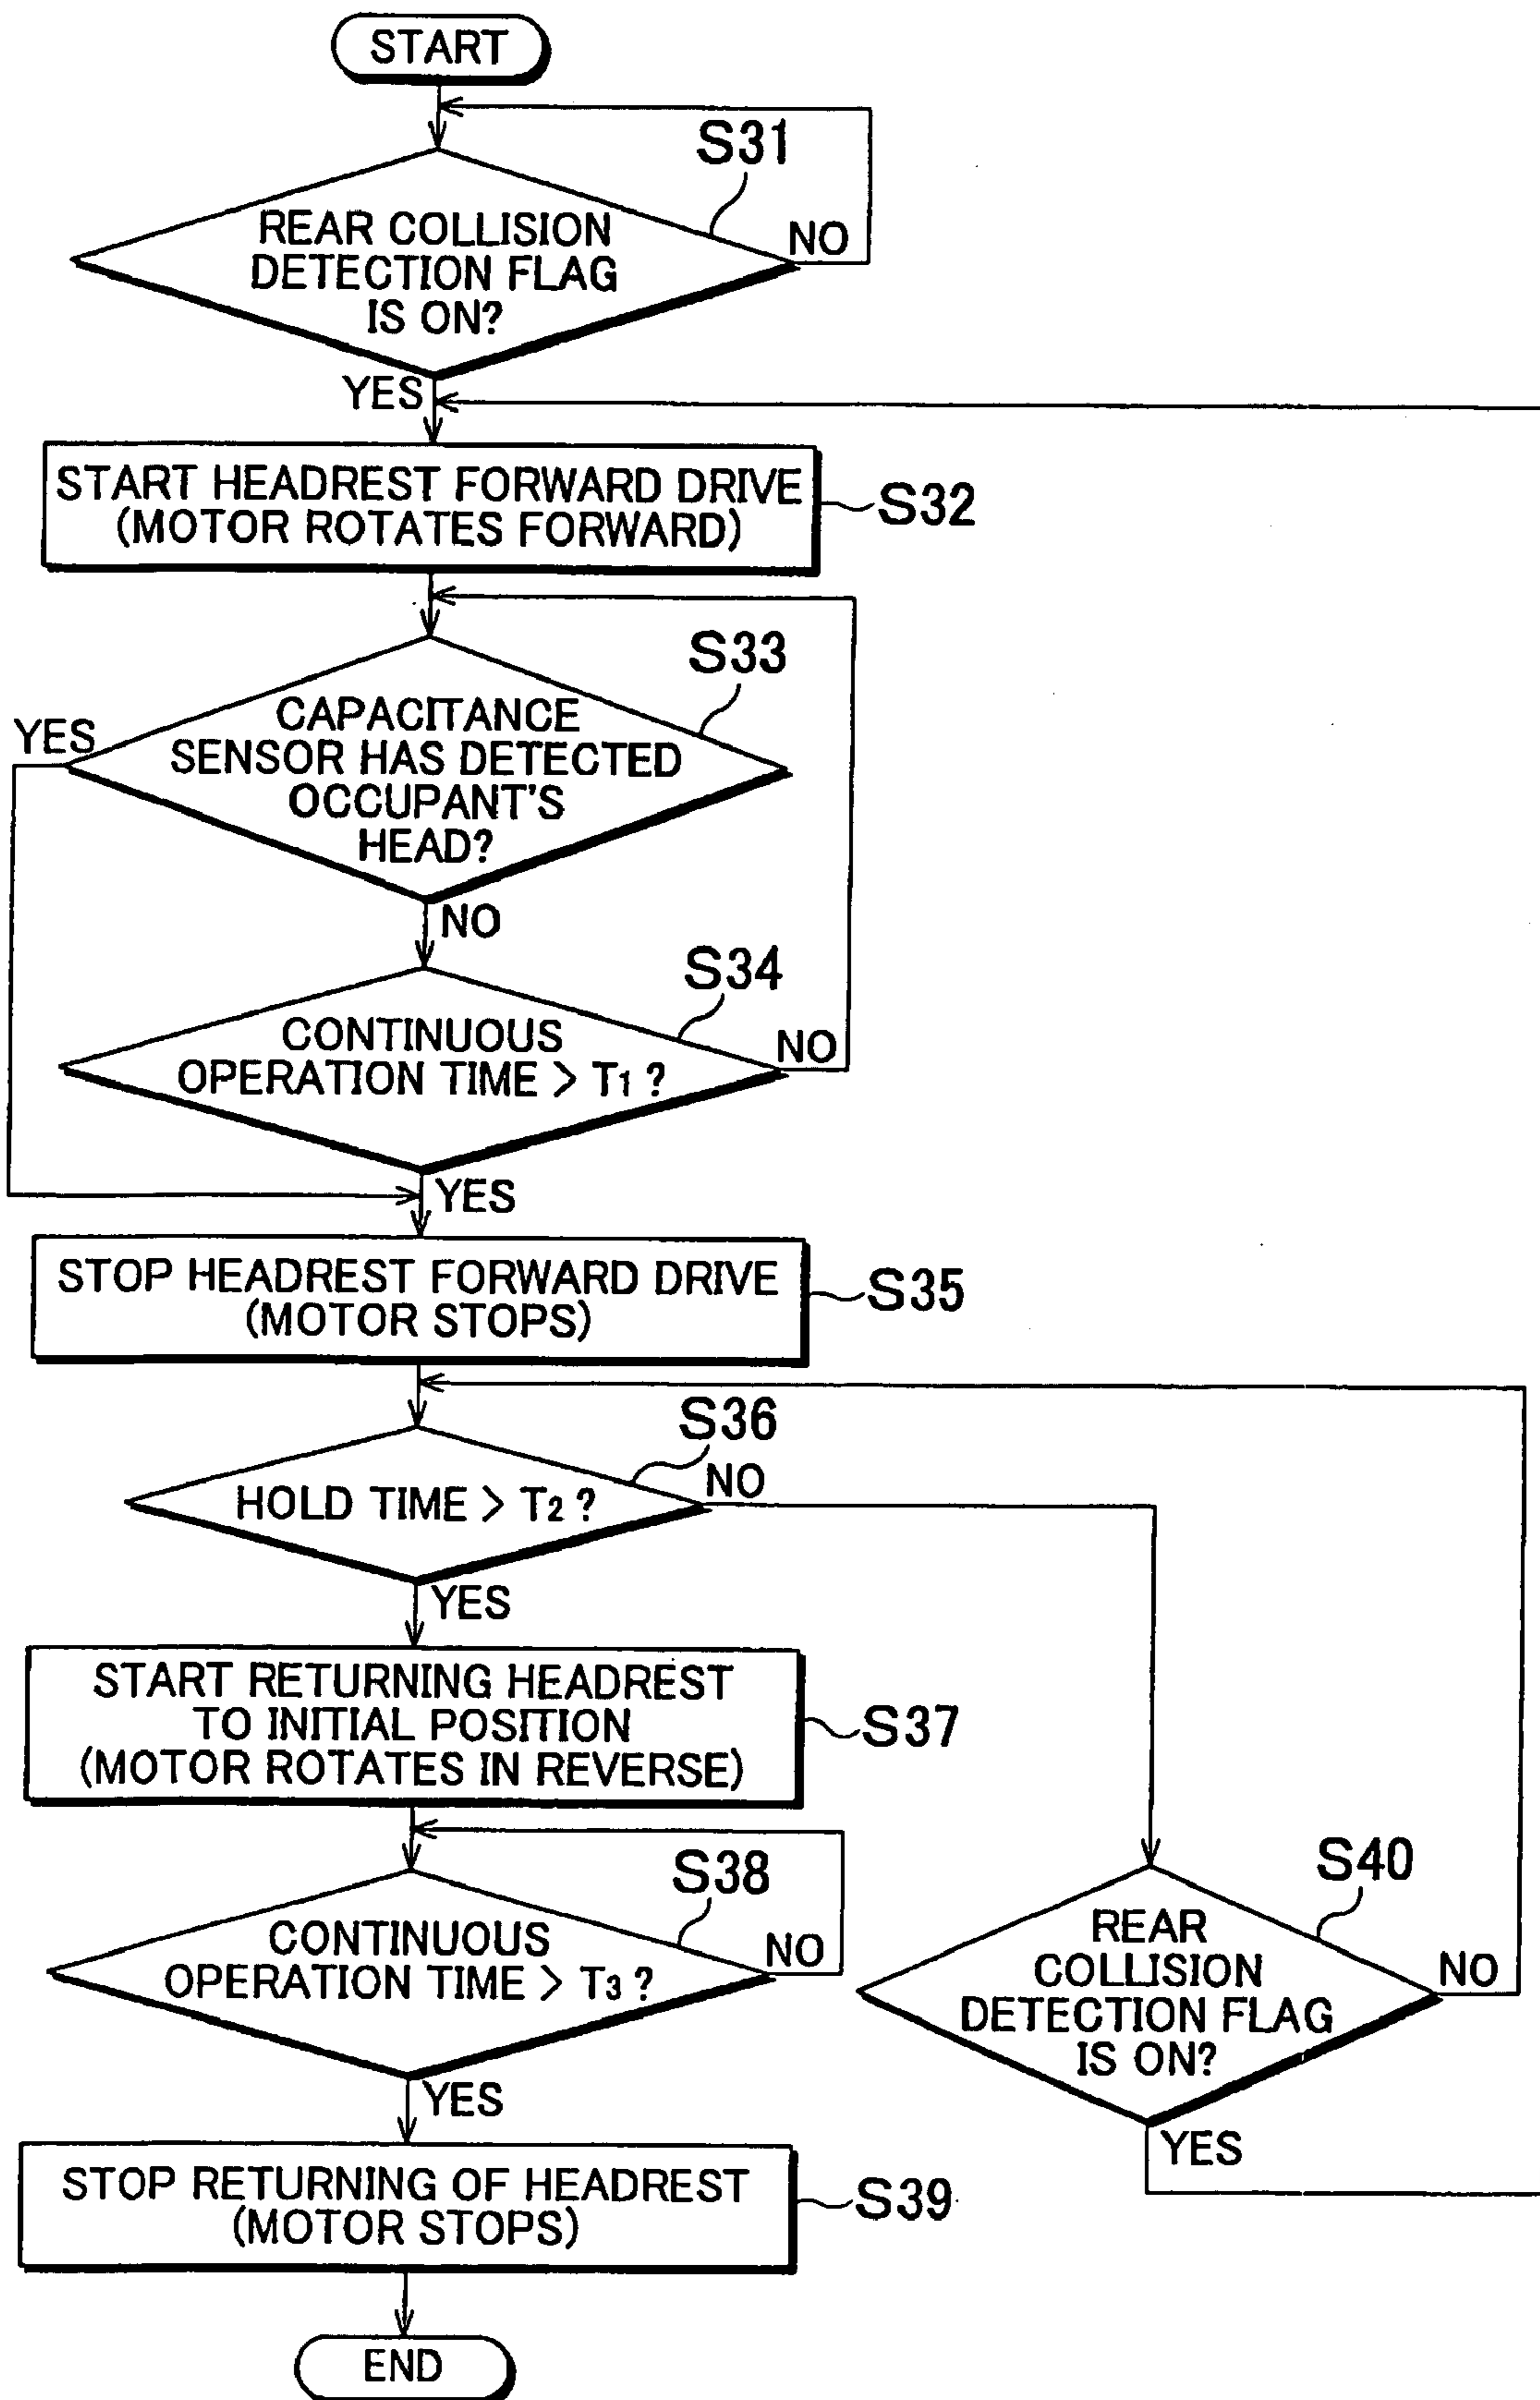 START
S31
REAR COLLISION
DETECTION FLAG
IS ON?
NO
YES
START HEADREST FORWARD DRIVE
(MOTOR ROTATES FORWARD)
S32
S33
CAPACITANCE
SENSOR HAS DETECTED
OCCUPANT'S
HEAD?
YES
NO
S34
CONTINUOUS
OPERATION TIME > T1 ?
NO
YES
STOP HEADREST FORWARD DRIVE
(MOTOR STOPS)
S35
S36
HOLD TIME > T2 ?
NO
YES
START RETURNING HEADREST
TO INITIAL POSITION
(MOTOR ROTATES IN REVERSE)
S37
S38
CONTINUOUS
OPERATION TIME > T3 ?
NO
YES
S40
REAR
COLLISION
DETECTION FLAG
IS ON?
NO
YES
STOP RETURNING OF HEADREST
(MOTOR STOPS)
S39
END